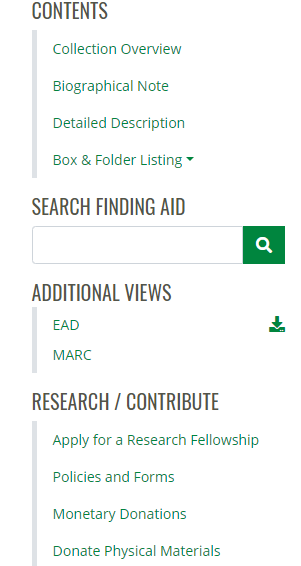 CONTENTS
Collection Overview
Biographical Note
Detailed Description
Box & Folder Listing
SEARCH FINDING AID
ADDITIONAL VIEWS
EAD
MARC
RESEARCH / CONTRIBUTE
Apply for a Research Fellowship
Policies and Forms
Monetary Donations
Donate Physical Materials